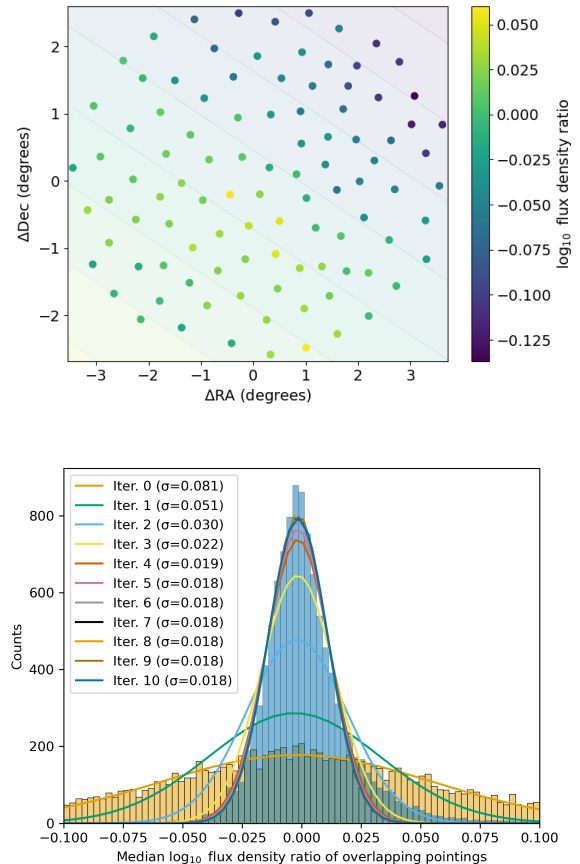 2
1
0
−1
−2
ΔDec (degrees)
−3
−2
−1
0
1
2
3
ΔRA (degrees)
0.050
0.025
0.000
−0.025
−0.050
−0.075
−0.100
−0.125
log₁₀ flux density ratio
Iter. 0 (σ=0.081)
Iter. 1 (σ=0.051)
Iter. 2 (σ=0.030)
Iter. 3 (σ=0.022)
Iter. 4 (σ=0.019)
Iter. 5 (σ=0.018)
Iter. 6 (σ=0.018)
Iter. 7 (σ=0.018)
Iter. 8 (σ=0.018)
Iter. 9 (σ=0.018)
Iter. 10 (σ=0.018)
800
600
400
200
0
Counts
−0.100
−0.075
−0.050
−0.025
0.000
0.025
0.050
0.075
0.100
Median log₁₀ flux density ratio of overlapping poinings